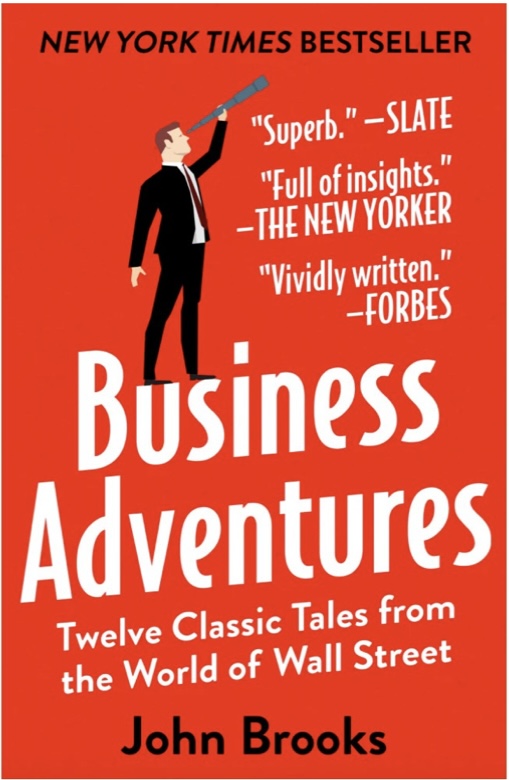 NEW YORK TIMES BESTSELLER
"Superb." –SLATE
"Full of insights."
–THE NEW YORKER
"Vividly written."
–FORBES
Business
Adventures
Twelve Classic Tales from
the World of Wall Street
John Brooks